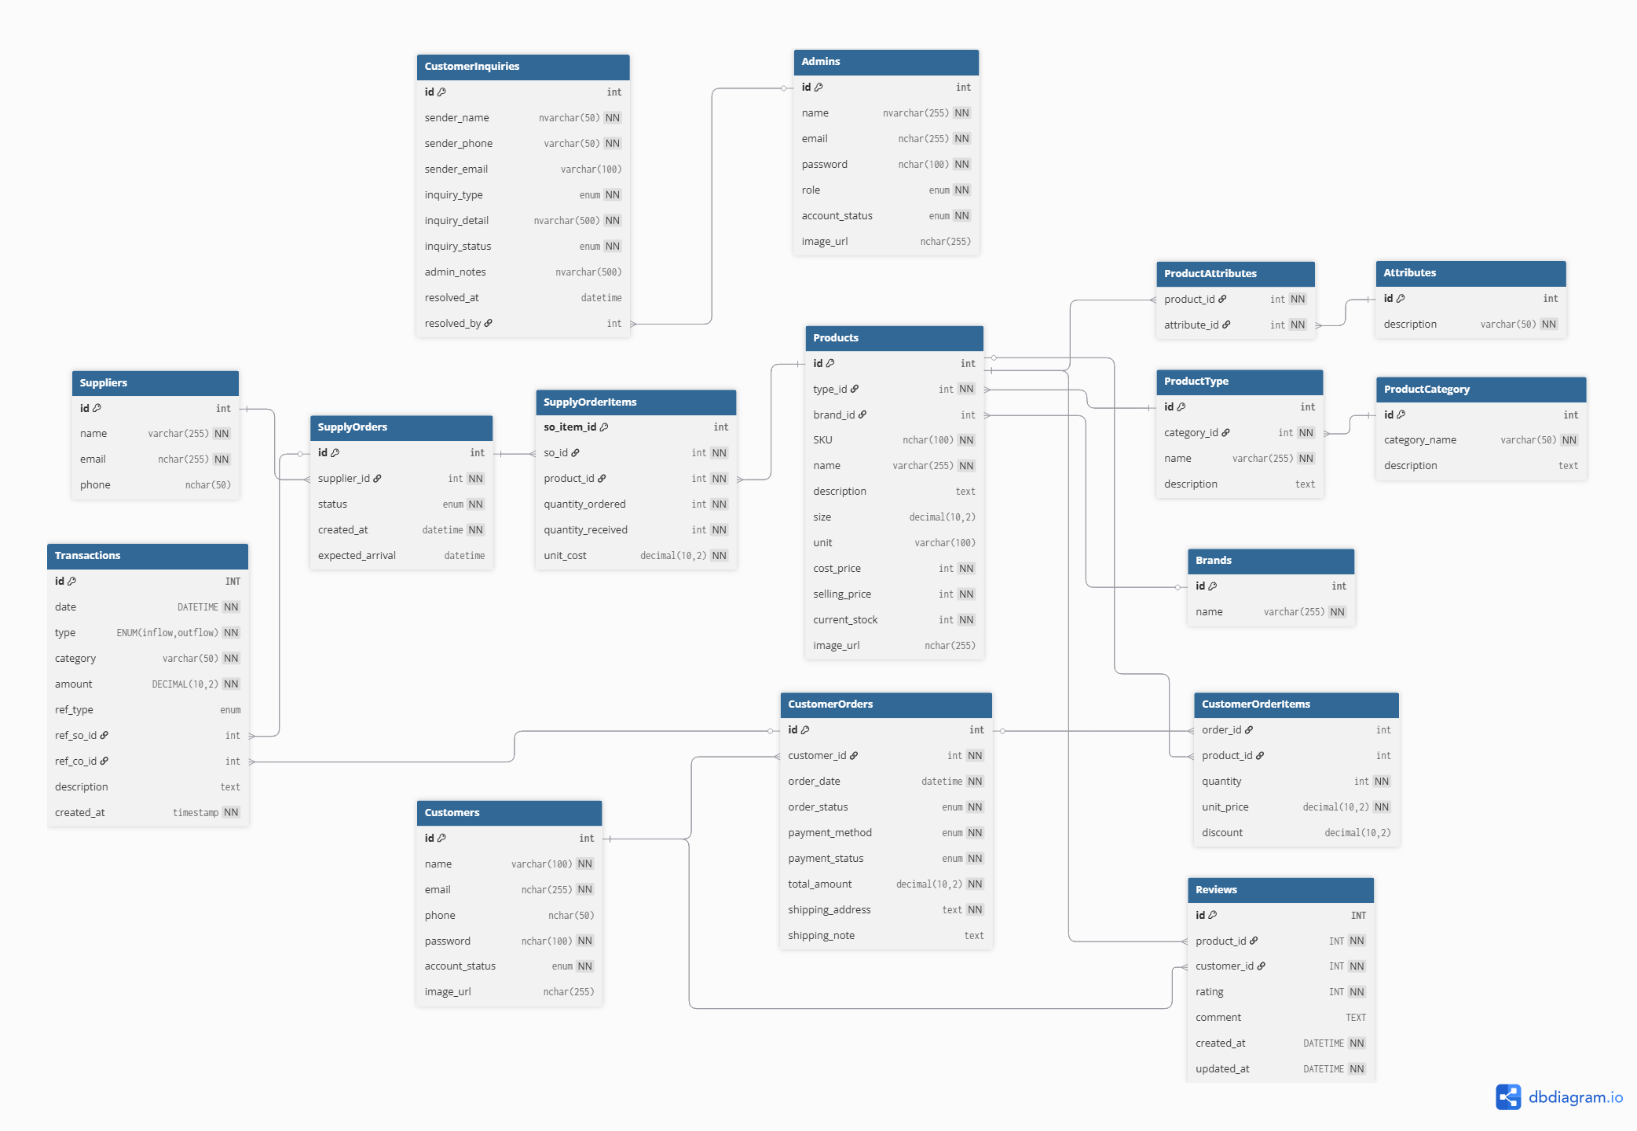 CustomerInquiries
id int
sender_name nvarchar(50) NN
sender_phone varchar(50) NN
sender_email varchar(100)
inquiry_type enum NN
inquiry_detail nvarchar(500) NN
inquiry_status enum NN
admin_notes nvarchar(500)
resolved_at datetime
resolved_by int
Admins
id int
name nvarchar(255) NN
email nchar(255) NN
password nchar(100) NN
role enum NN
account_status enum NN
image_url nchar(255)
ProductAttributes
product_id int NN
attribute_id int NN
Attributes
id int
description varchar(50) NN
Products
id int
type_id int NN
brand_id int
SKU nchar(100) NN
name varchar(255) NN
description text
size decimal(10,2)
unit varchar(100)
cost_price int NN
selling_price int NN
current_stock int NN
image_url nchar(255)
ProductType
id int
category_id int NN
name varchar(255) NN
description text
ProductCategory
id int
category_name varchar(50) NN
description text
Suppliers
id int
name varchar(255) NN
email nchar(255) NN
phone nchar(50)
SupplyOrders
id int
supplier_id int NN
status enum NN
created_at datetime NN
expected_arrival datetime
SupplyOrderItems
so_item_id int
so_id int NN
product_id int NN
quantity_ordered int NN
quantity_received int NN
unit_cost decimal(10,2) NN
Brands
id int
name varchar(255) NN
Transactions
id INT
date DATETIME NN
type ENUM(inflow,outflow) NN
category varchar(50) NN
amount DECIMAL(10,2) NN
ref_type enum
ref_so_id int
ref_co_id int
description text
created_at timestamp NN
CustomerOrders
id int
customer_id int NN
order_date datetime NN
order_status enum NN
payment_method enum NN
payment_status enum NN
total_amount decimal(10,2) NN
shipping_address text NN
shipping_note text
CustomerOrderItems
order_id int
product_id int
quantity int NN
unit_price decimal(10,2) NN
discount decimal(10,2)
Customers
id int
name varchar(100) NN
email nchar(255) NN
phone nchar(50)
password nchar(100) NN
account_status enum NN
image_url nchar(255)
Reviews
id INT
product_id INT NN
customer_id INT NN
rating INT NN
comment TEXT
created_at DATETIME NN
updated_at DATETIME NN
dbdiagram.io